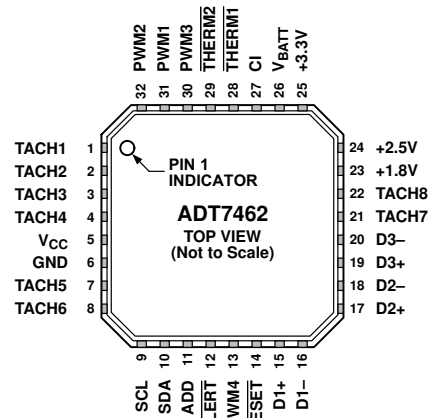 PWM2
PWM1
PWM3
THERM2
THERM1
CI
VBATT
+3.3V
32 31 30 29 28 27 26 25
TACH1 1
TACH2 2
TACH3 3
TACH4 4
VCC 5
GND 6
TACH5 7
TACH6 8
PIN 1
INDICATOR
ADT7462
TOP VIEW
(Not to Scale)
24 +2.5V
23 +1.8V
22 TACH8
21 TACH7
20 D3–
19 D3+
18 D2–
17 D2+
9 10 11 12 13 14 15 16
SCL
SDA
ADD
LERT
WM4
ESET
D1+
D1–